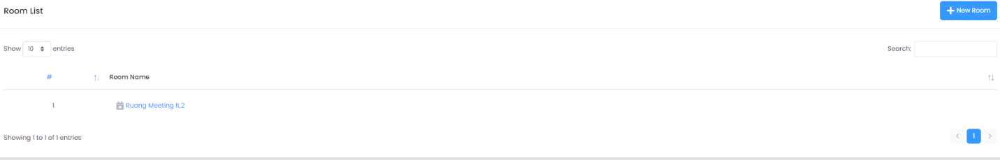 Room List
New Room
Show 10 entries
Search:
# Room Name
1 Ruang Meeting lt.2
Showing 1 to 1 of 1 entries
1